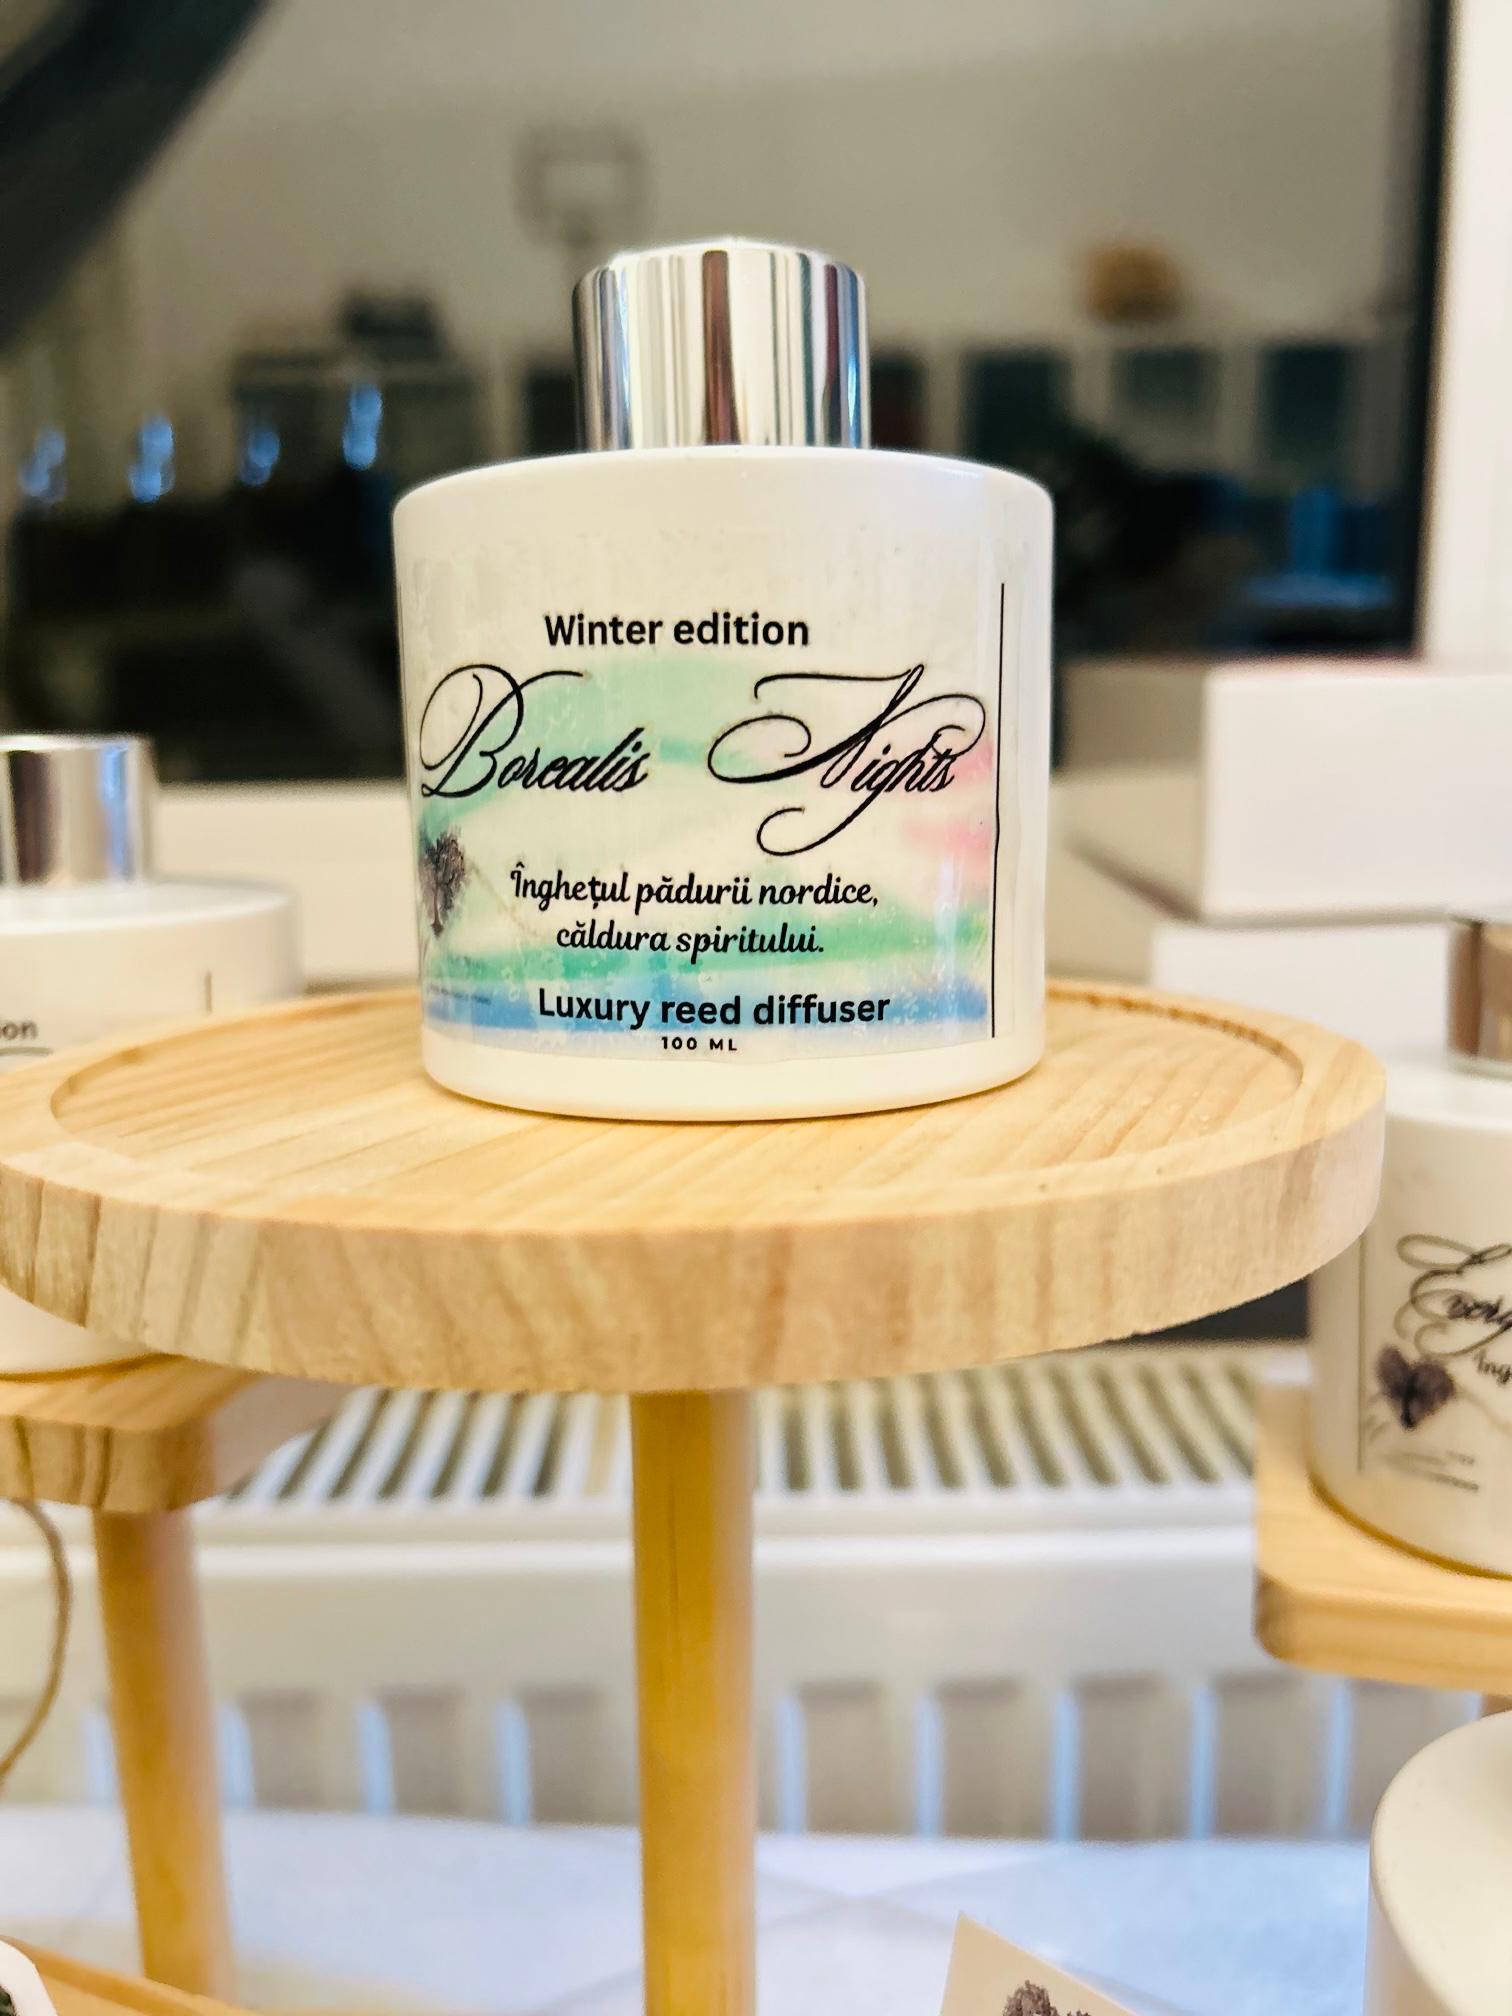 Winter edition
Borealis Nights
Înghețul pădurii nordice,
căldura spiritului.
Luxury reed diffuser
100 ML